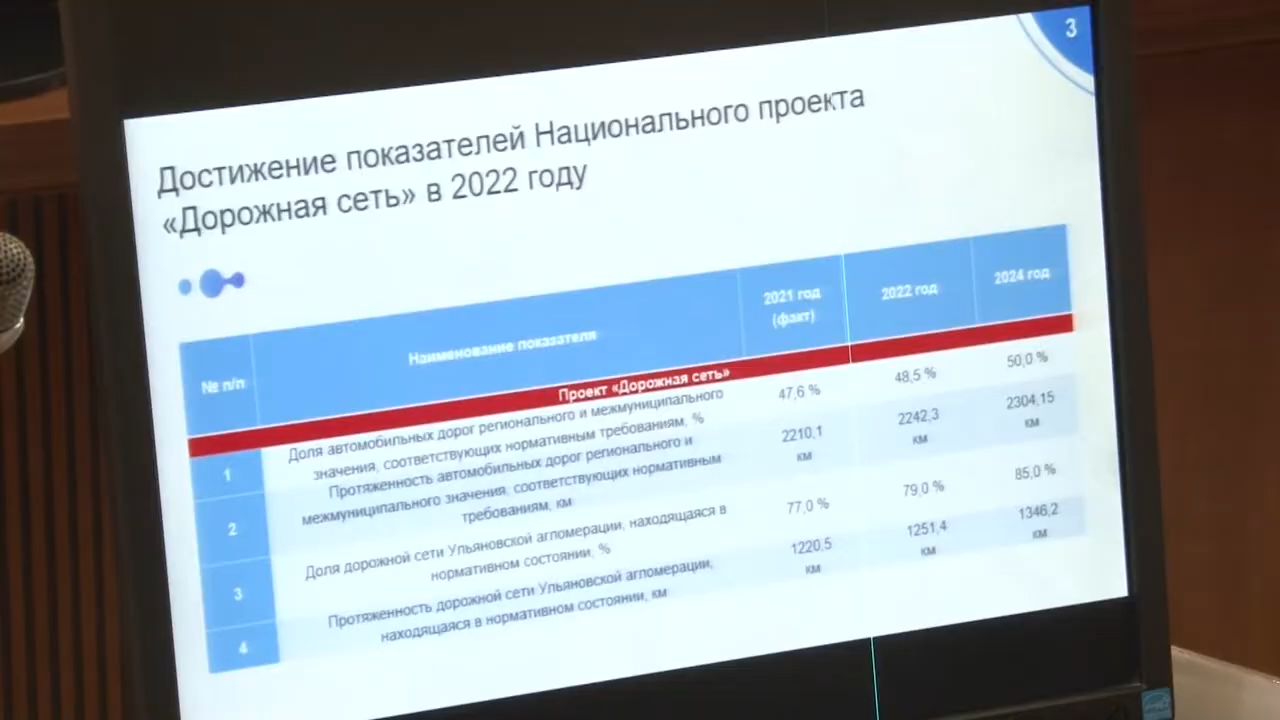 3
Достижение показателей Национального проекта
«Дорожная сеть» в 2022 году
№ п/п
Наименование показателя
2021 год
(факт)
2022 год
2024 год
Проект «Дорожная сеть»
1
Доля автомобильных дорог регионального и межмуниципального
значения, соответствующих нормативным требованиям, %
47,6 %
48,5 %
50,0 %
2
Протяженность автомобильных дорог регионального и
межмуниципального значения, соответствующих нормативным
требованиям, км
2210,1
км
2242,3
км
2304,15
км
3
Доля дорожной сети Ульяновской агломерации, находящаяся в
нормативном состоянии, %
77,0 %
79,0 %
85,0 %
4
Протяженность дорожной сети Ульяновской агломерации,
находящаяся в нормативном состоянии, км
1220,5
км
1251,4
км
1346,2
км